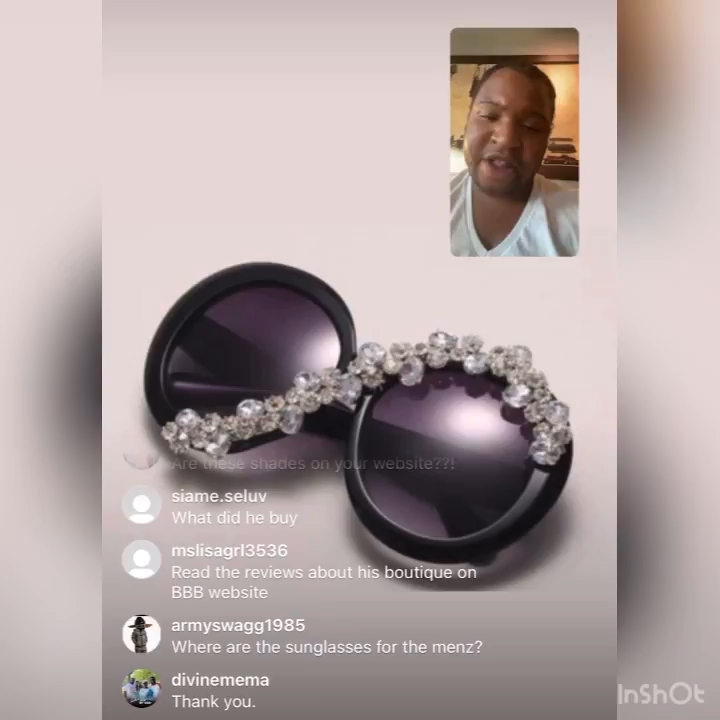 Are these shades on your website??!
siame.seluv
What did he buy
mslisagrl3536
Read the reviews about his boutique on
BBB website
armyswagg1985
Where are the sunglasses for the menz?
divinemema
Thank you.
InShOt